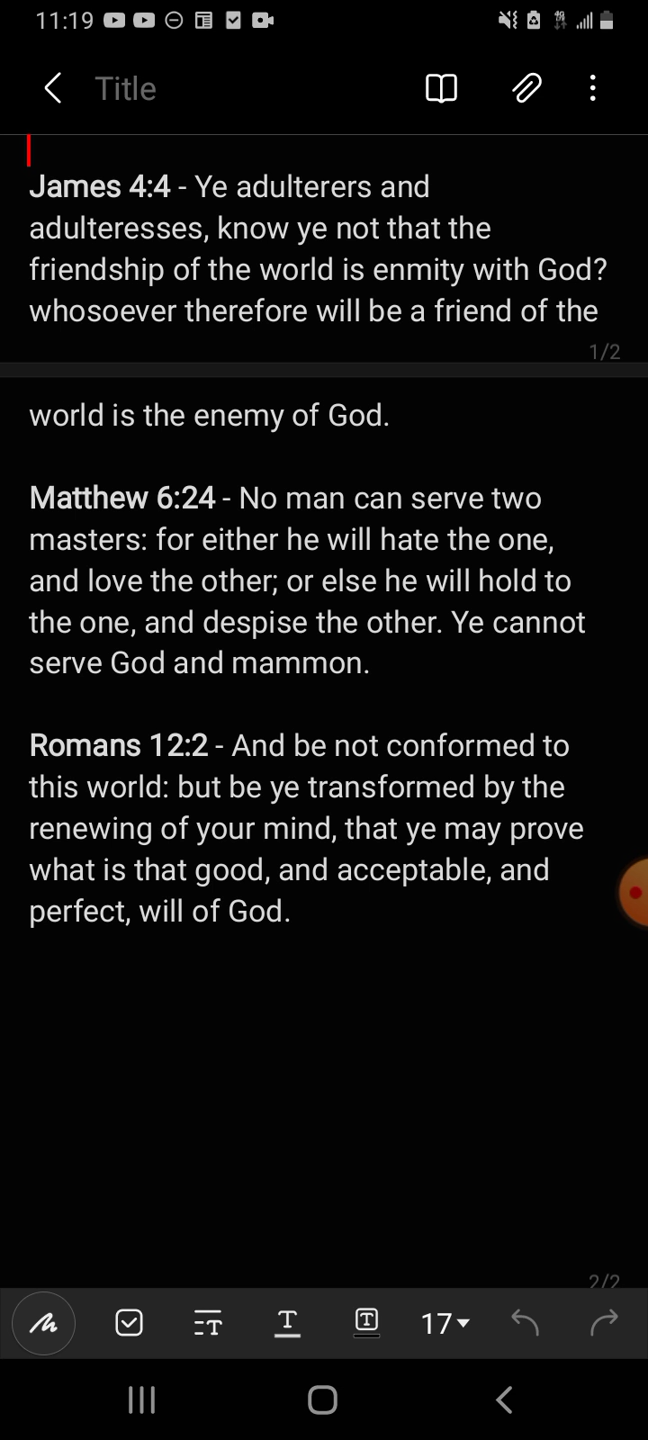 11:19
Title
James 4:4 - Ye adulterers and
adulteresses, know ye not that the
friendship of the world is enmity with God?
whosoever therefore will be a friend of the
1/2
world is the enemy of God.
Matthew 6:24 - No man can serve two
masters: for either he will hate the one,
and love the other; or else he will hold to
the one, and despise the other. Ye cannot
serve God and mammon.
Romans 12:2 - And be not conformed to
this world: but be ye transformed by the
renewing of your mind, that ye may prove
what is that good, and acceptable, and
perfect, will of God.
2/2
17